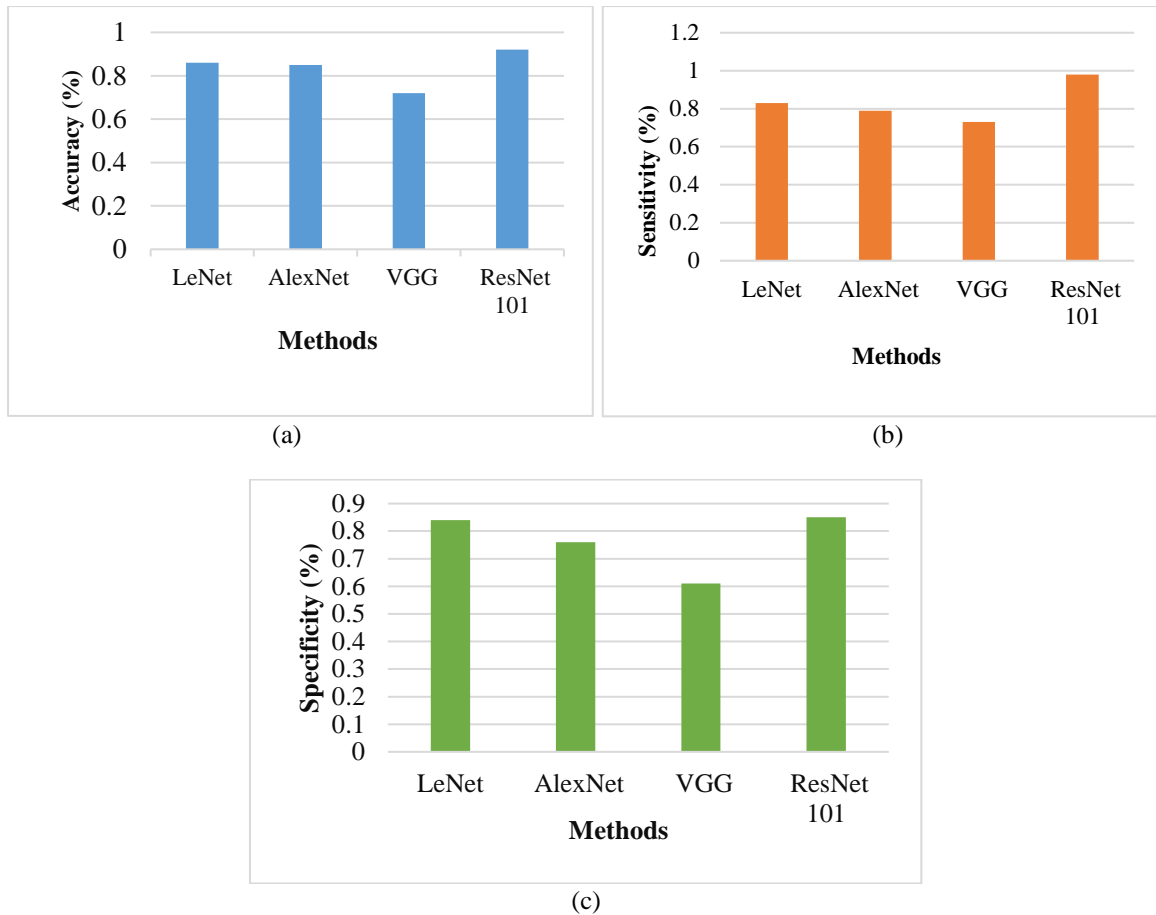 1
0.8
0.6
0.4
0.2
0
Accuracy (%)
LeNet AlexNet VGG ResNet
101
Methods
(a)
1.2
1
0.8
0.6
0.4
0.2
0
Sensitivity (%)
LeNet AlexNet VGG ResNet
101
Methods
(b)
0.9
0.8
0.7
0.6
0.5
0.4
0.3
0.2
0.1
0
Specificity (%)
LeNet AlexNet VGG ResNet
101
Methods
(c)